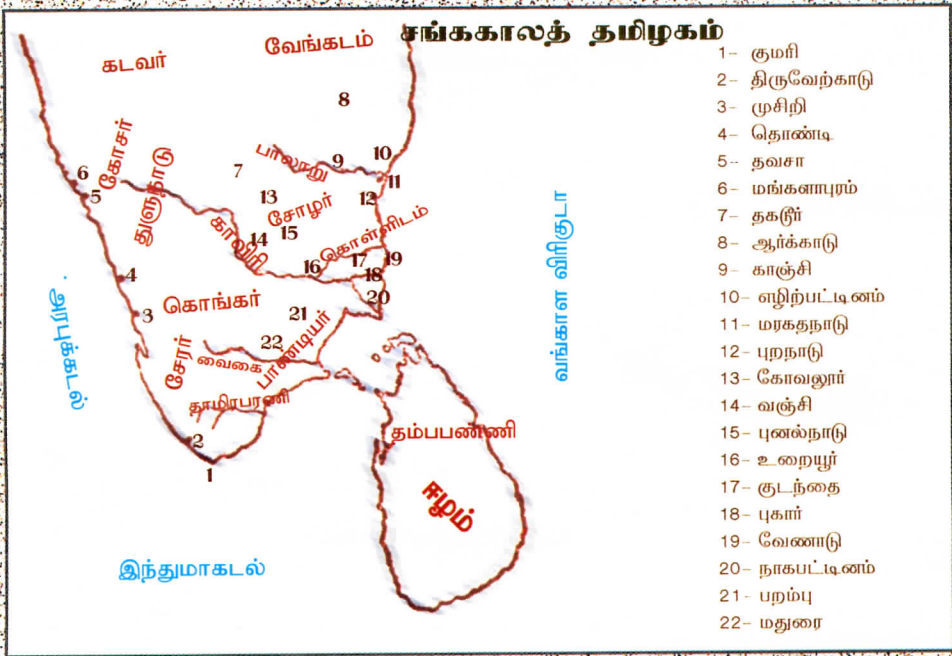 சங்ககாலத் தமிழகம்
கடவர்
வேங்கடம்
8
கோசர்
துளுநாடு
6
5
7
பாலாறு
9
10
11
13
12
சோழர்
15
14
காவிரி
கொள்ளிடம்
16
17
19
18
20
4
3
கொங்கர்
21
22
சேரர்
வைகை
பாண்டியர்
தாமிரபரணி
2
1
தம்பபண்ணி
ஈழம்
அரபுக்கடல்
வங்காள விரிகுடா
இந்துமாகடல்
1- குமரி
2- திருவேற்காடு
3- முசிறி
4- தொண்டி
5- தவசா
6- மங்களாபுரம்
7- தகடூர்
8- ஆர்க்காடு
9- காஞ்சி
10- எழிற்பட்டினம்
11- மரகதநாடு
12- புறநாடு
13- கோவலூர்
14- வஞ்சி
15- புனல்நாடு
16- உறையூர்
17- குடந்தை
18- புகார்
19- வேணாடு
20- நாகபட்டினம்
21- பறம்பு
22- மதுரை